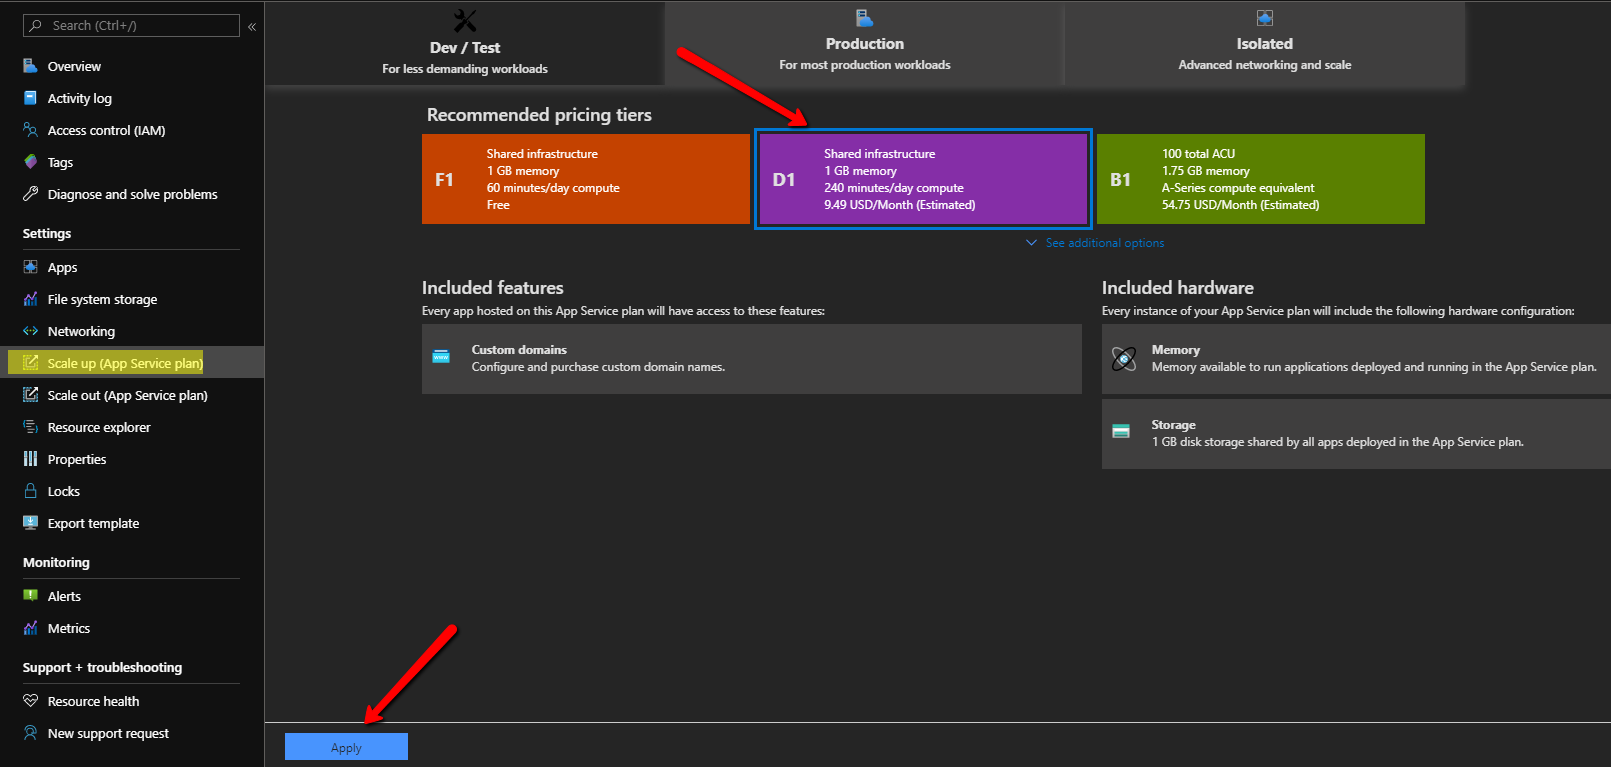 Search (Ctrl+/)
«
Overview
Activity log
Access control (IAM)
Tags
Diagnose and solve problems
Settings
Apps
File system storage
Networking
Scale up (App Service plan)
Scale out (App Service plan)
Resource explorer
Properties
Locks
Export template
Monitoring
Alerts
Metrics
Support + troubleshooting
Resource health
New support request
Dev / Test
For less demanding workloads
Production
For most production workloads
Isolated
Advanced networking and scale
Recommended pricing tiers
F1
Shared infrastructure
1 GB memory
60 minutes/day compute
Free
D1
Shared infrastructure
1 GB memory
240 minutes/day compute
9.49 USD/Month (Estimated)
B1
100 total ACU
1.75 GB memory
A-Series compute equivalent
54.75 USD/Month (Estimated)
See additional options
Included features
Every app hosted on this App Service plan will have access to these features:
Custom domains
Configure and purchase custom domain names.
Included hardware
Every instance of your App Service plan will include the following hardware configuration:
Memory
Memory available to run applications deployed and running in the App Service plan.
Storage
1 GB disk storage shared by all apps deployed in the App Service plan.
Apply